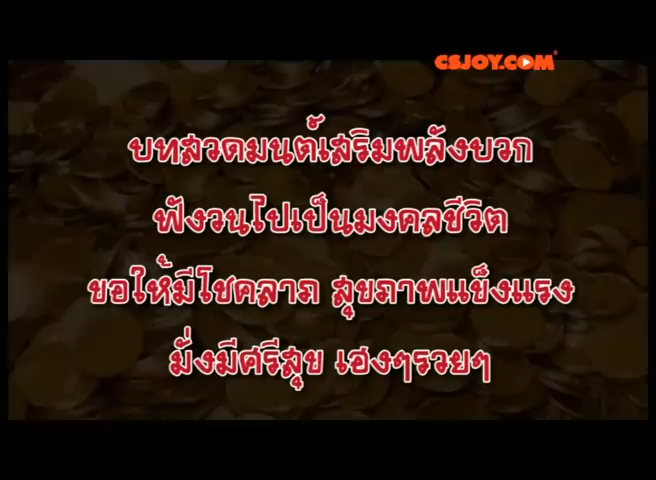 CSJOY.COM
บทสวดมนต์เสริมพลังบวก
ฟังวนไปเป็นมงคลชีวิต
ขอให้มีโชคลาภ สุขภาพแข็งแรง
มั่งมีศรีสุข เฮงๆรวยๆ